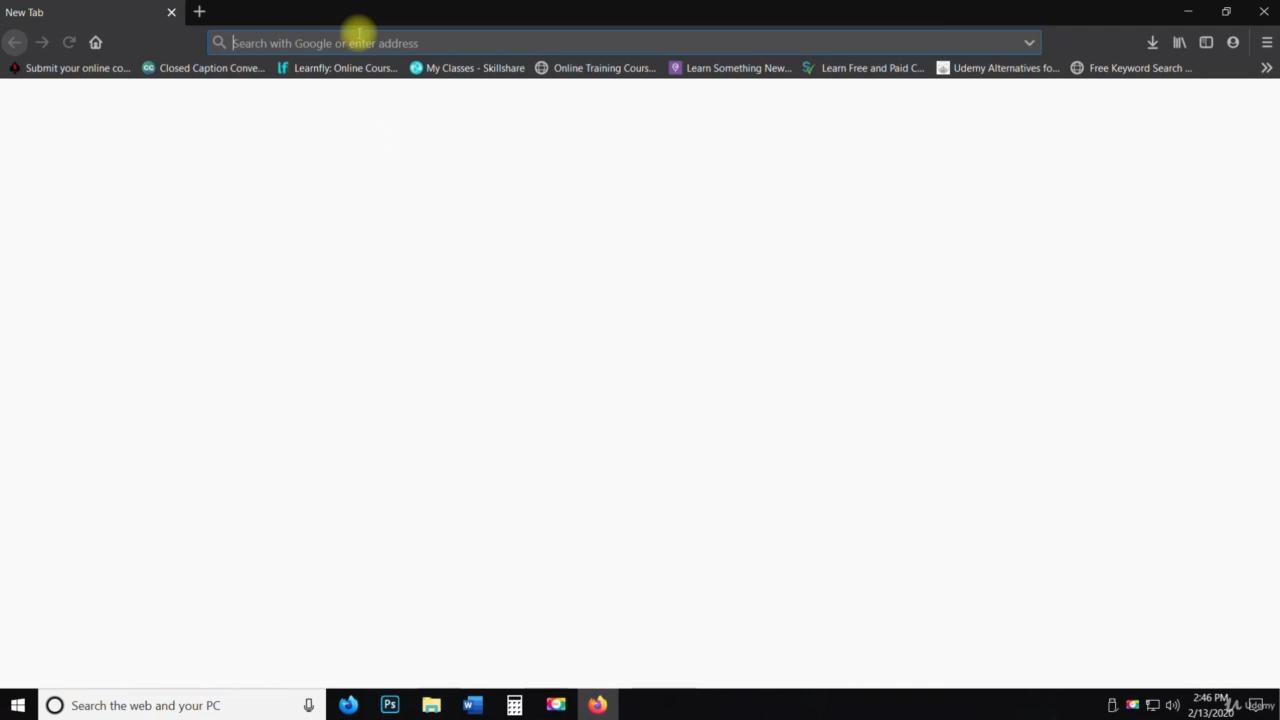 New Tab
Search with Google or enter address
Submit your online co... Closed Caption Conve... Learnfly: Online Cours... My Classes - Skillshare Online Training Cours... Learn Something New... Learn Free and Paid C... Udemy Alternatives fo... Free Keyword Search ...
Search the web and your PC
2:46 PM
2/13/2020
Udemy